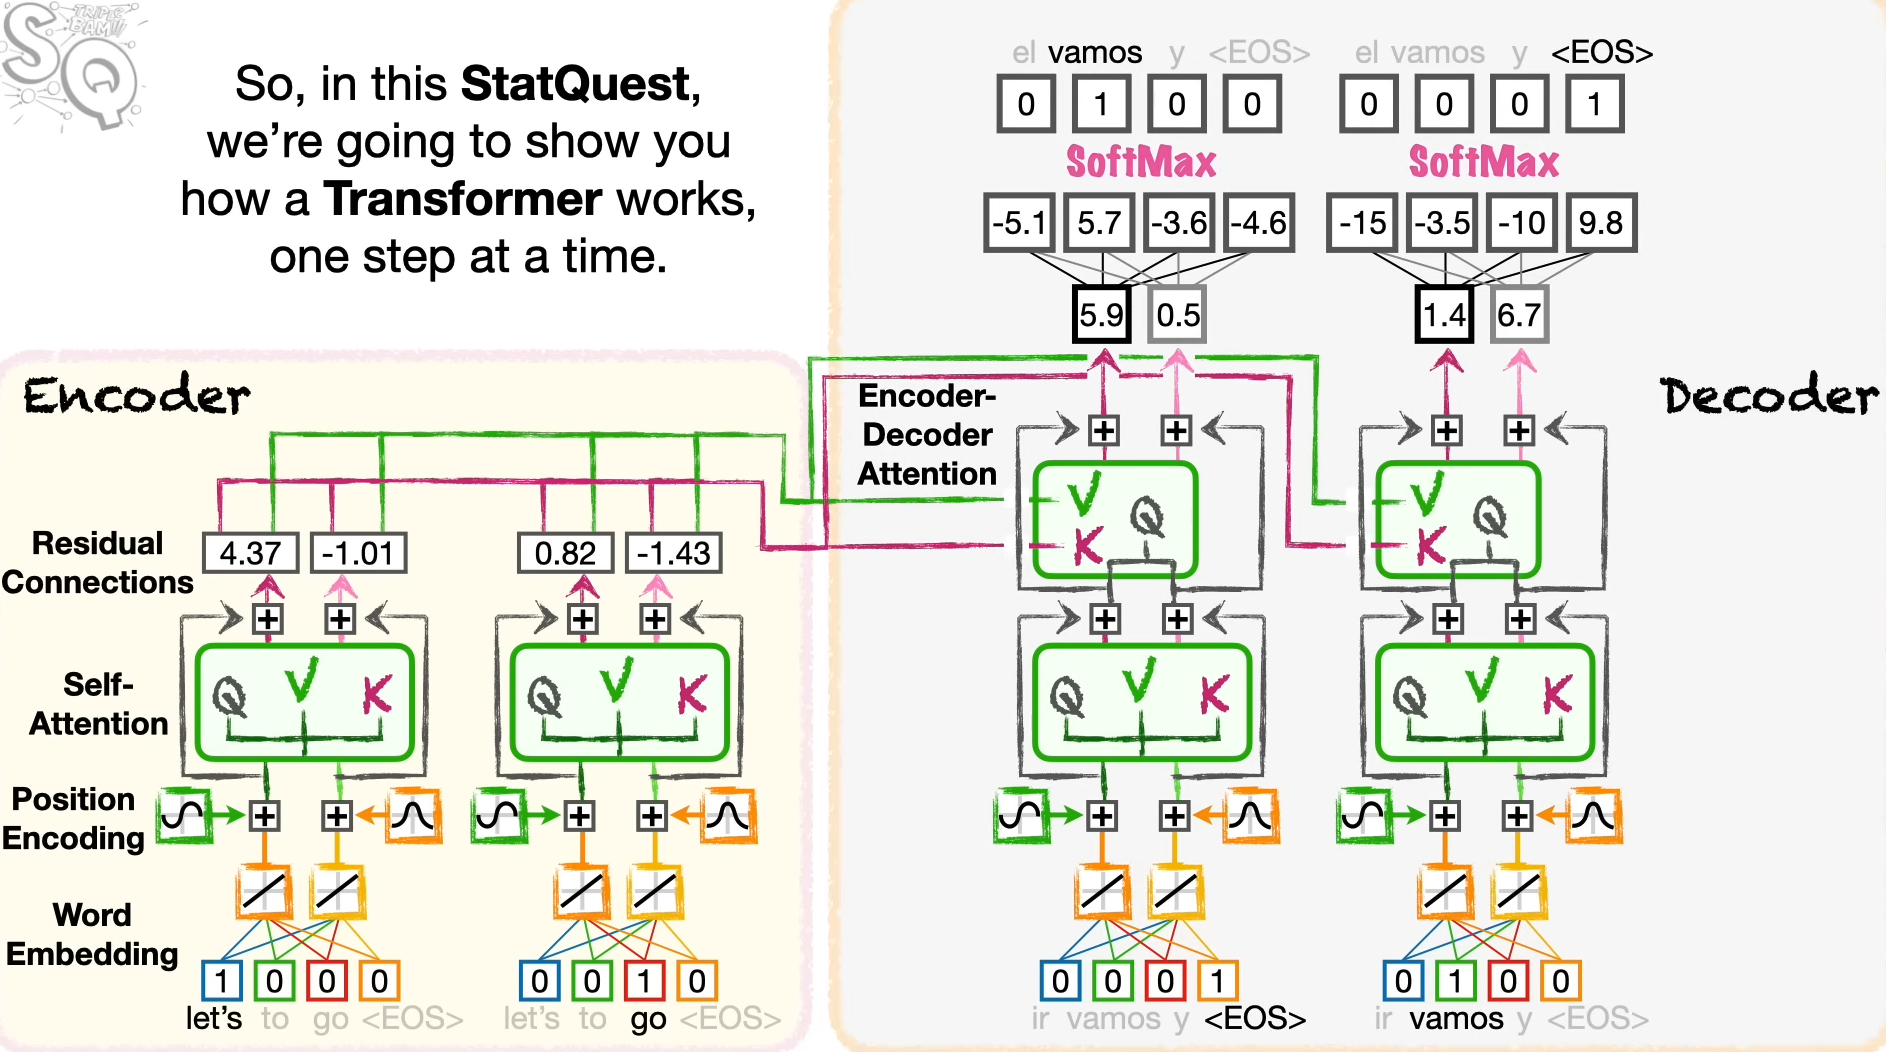 TRIPLE
BAM!!!
SQ
So, in this StatQuest,
we're going to show you
how a Transformer works,
one step at a time.
Encoder
Residual
Connections
4.37 -1.01 0.82 -1.43
+ + + +
Self-
Attention
Q V K Q V K
Position
Encoding
+ + + +
Word
Embedding
1 0 0 0 0 0 1 0
let's to go <EOS> let's to go <EOS>
Decoder
el vamos y <EOS> el vamos y <EOS>
0 1 0 0 0 0 0 1
SoftMax SoftMax
-5.1 5.7 -3.6 -4.6 -15 -3.5 -10 9.8
5.9 0.5 1.4 6.7
Encoder-
Decoder
Attention
+ + + +
V Q V Q
K K
+ + + +
Q V K Q V K
+ + + +
0 0 0 1 0 1 0 0
ir vamos y <EOS> ir vamos y <EOS>